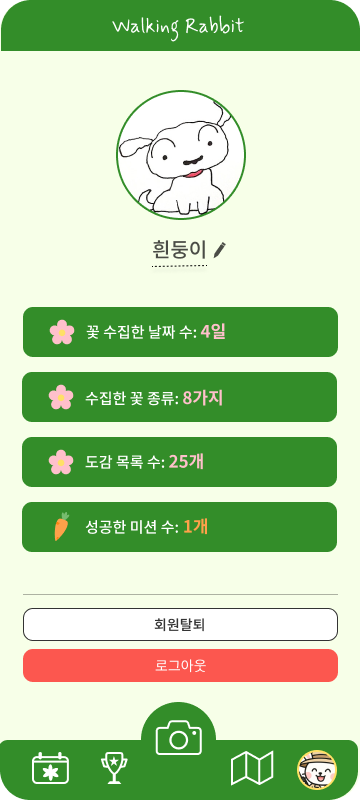 Walking Rabbit
흰둥이
꽃 수집한 날짜 수: 4일
수집한 꽃 종류: 8가지
도감 목록 수: 25개
성공한 미션 수: 1개
회원탈퇴
로그아웃